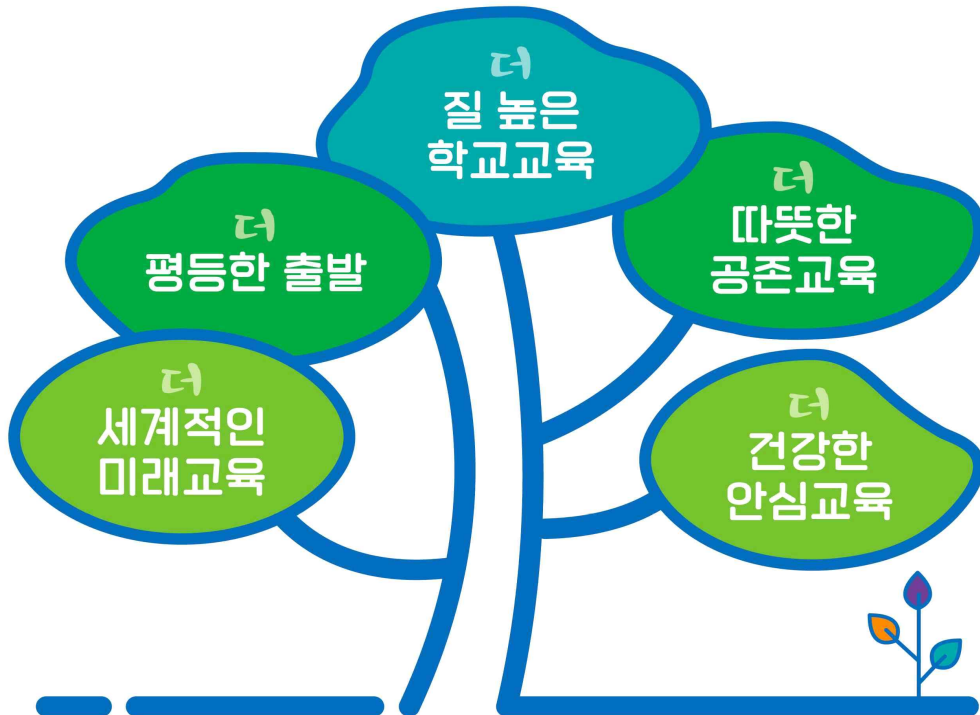 더
질 높은
학교교육
더
평등한 출발
더
따뜻한
공존교육
더
세계적인
미래교육
더
건강한
안심교육